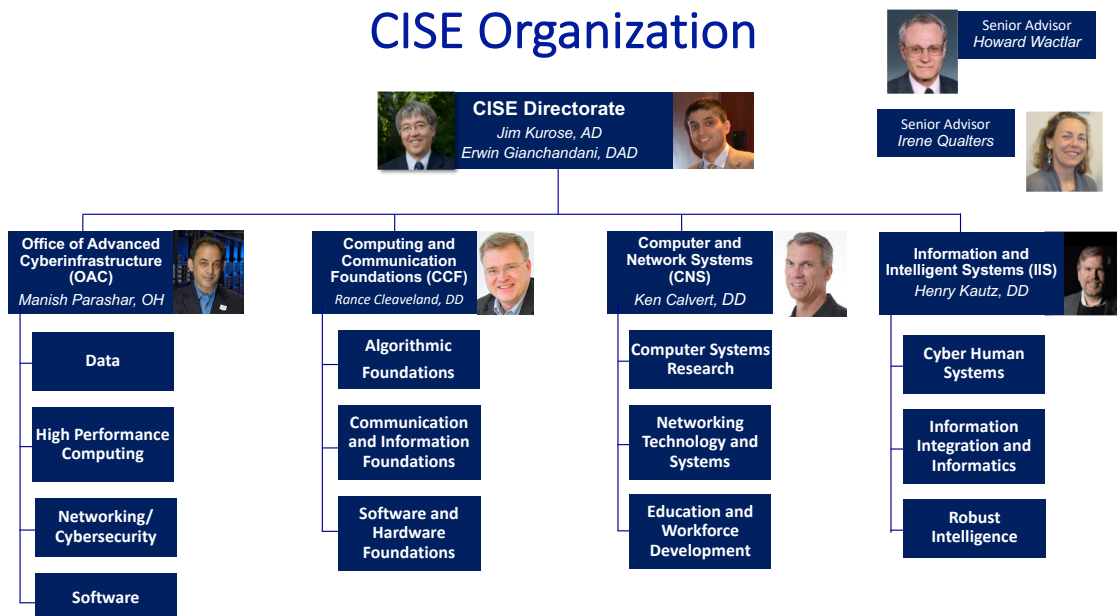 CISE Organization
Senior Advisor
Howard Wactlar
CISE Directorate
Jim Kurose, AD
Erwin Gianchandani, DAD
Senior Advisor
Irene Qualters
Office of Advanced
Cyberinfrastructure
(OAC)
Manish Parashar, OH
Computing and
Communication
Foundations (CCF)
Rance Cleaveland, DD
Computer and
Network Systems
(CNS)
Ken Calvert, DD
Information and
Intelligent Systems (IIS)
Henry Kautz, DD
Data
High Performance
Computing
Networking/
Cybersecurity
Software
Algorithmic
Foundations
Communication
and Information
Foundations
Software and
Hardware
Foundations
Computer Systems
Research
Networking
Technology and
Systems
Education and
Workforce
Development
Cyber Human
Systems
Information
Integration and
Informatics
Robust
Intelligence